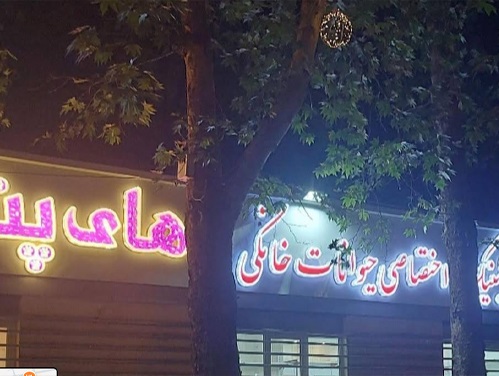 اختصاصی حیوانات خانگی
های